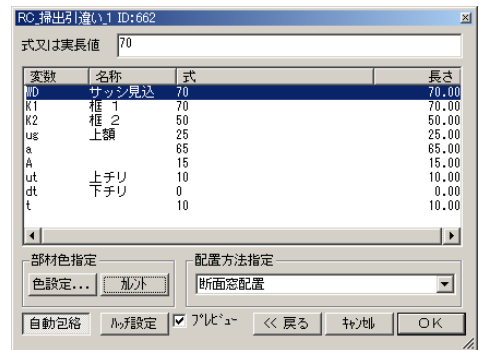 RC_掃出引違い_1 ID:662
式又は実長値 70
変数 名称 式 長さ
WD サッシ見込 70 70.00
K1 框 1 70 70.00
K2 框 2 50 50.00
ug 上額 25 25.00
a 65 65.00
A 15 15.00
ut 上チリ 10 10.00
dt 下チリ 0 0.00
t 10 10.00
部材色指定 配置方法指定
色設定... ｶﾚﾝﾄ 断面窓配置
自動包絡 ﾊｯﾁ設定 ﾌﾟﾚﾋﾞｭｰ << 戻る ｷｬﾝｾﾙ OK